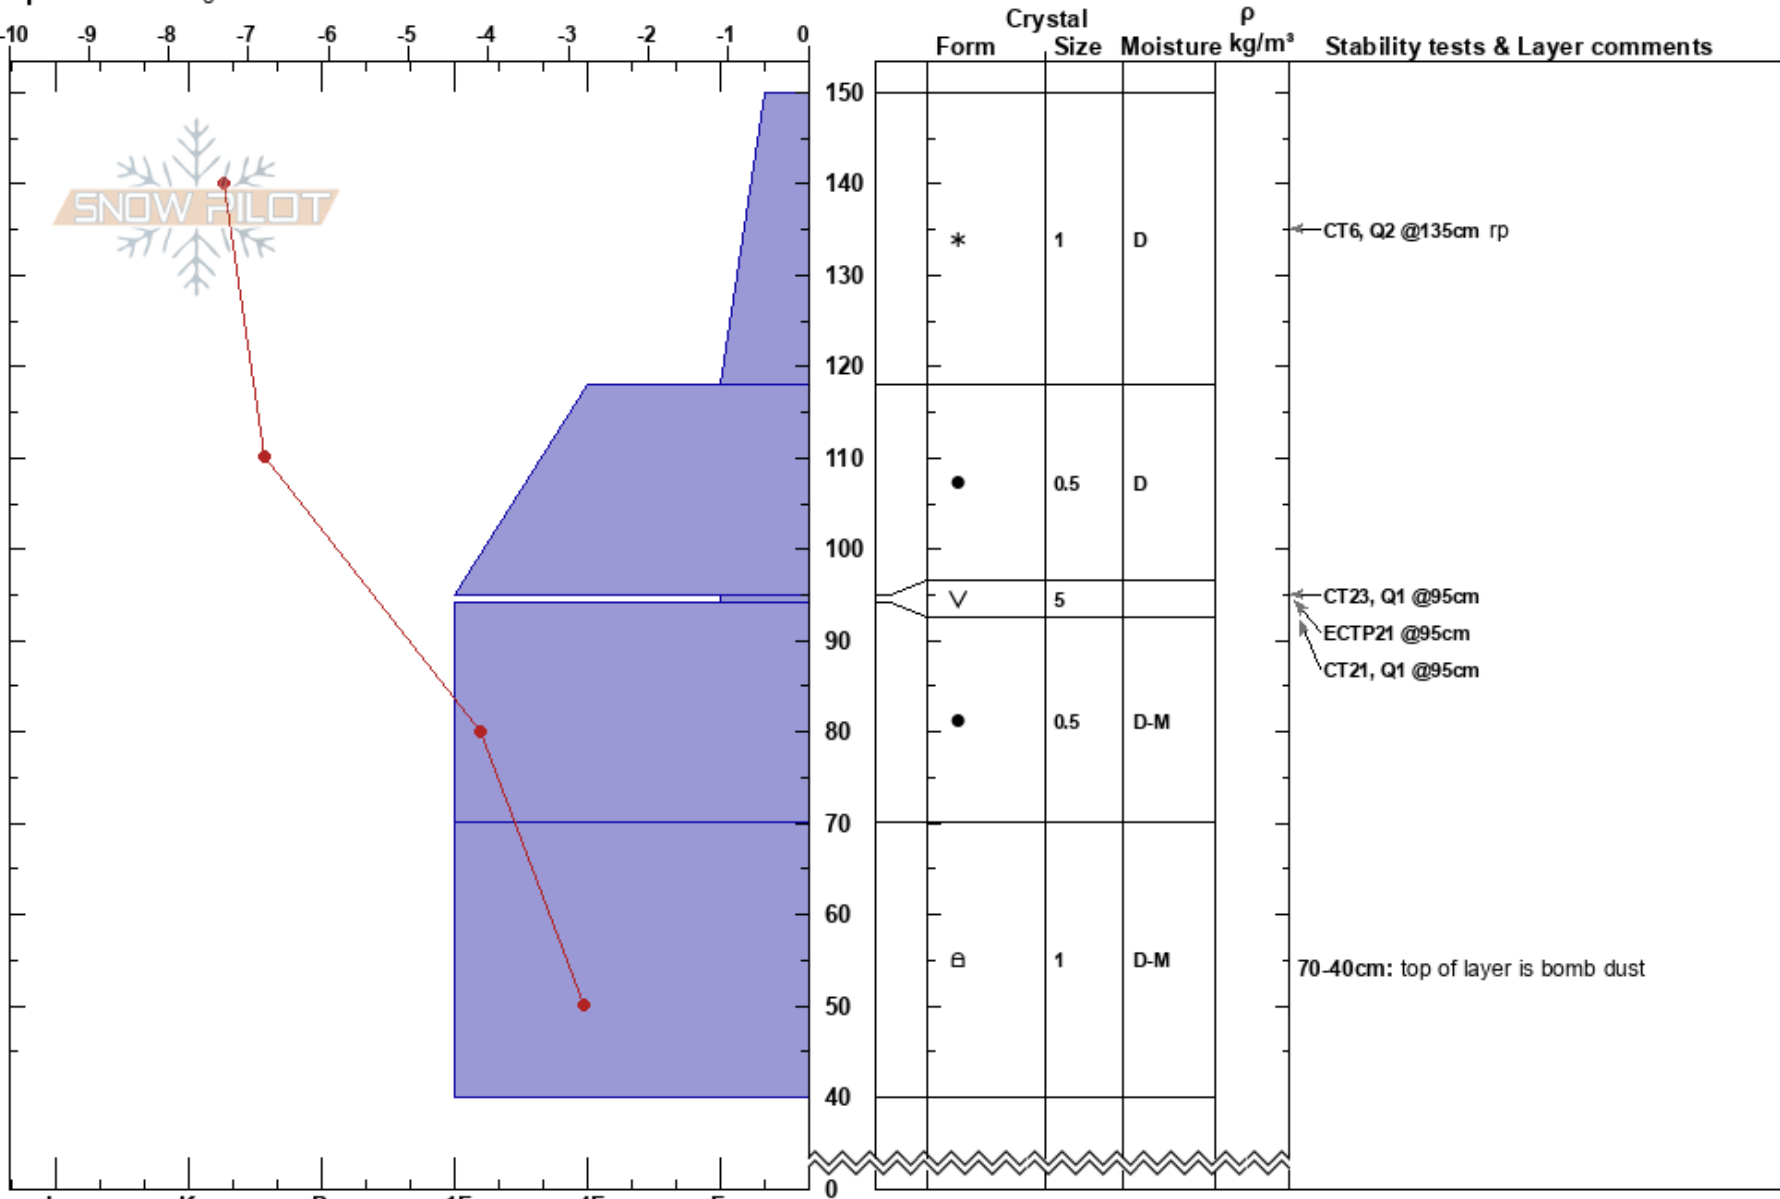 -10 -9 -8 -7 -6 -5 -4 -3 -2 -1 0
Crystal
ρ
Form Size Moisture kg/m³ Stability tests & Layer comments
150
SNOW PILOT
140
CT6, Q2 @135cm rp
1 D
130
120
110
0.5 D
100
CT23, Q1 @95cm
5
ECTP21 @95cm
90
CT21, Q1 @95cm
0.5 D-M
80
70
60
1 D-M
70-40cm: top of layer is bomb dust
50
40
0